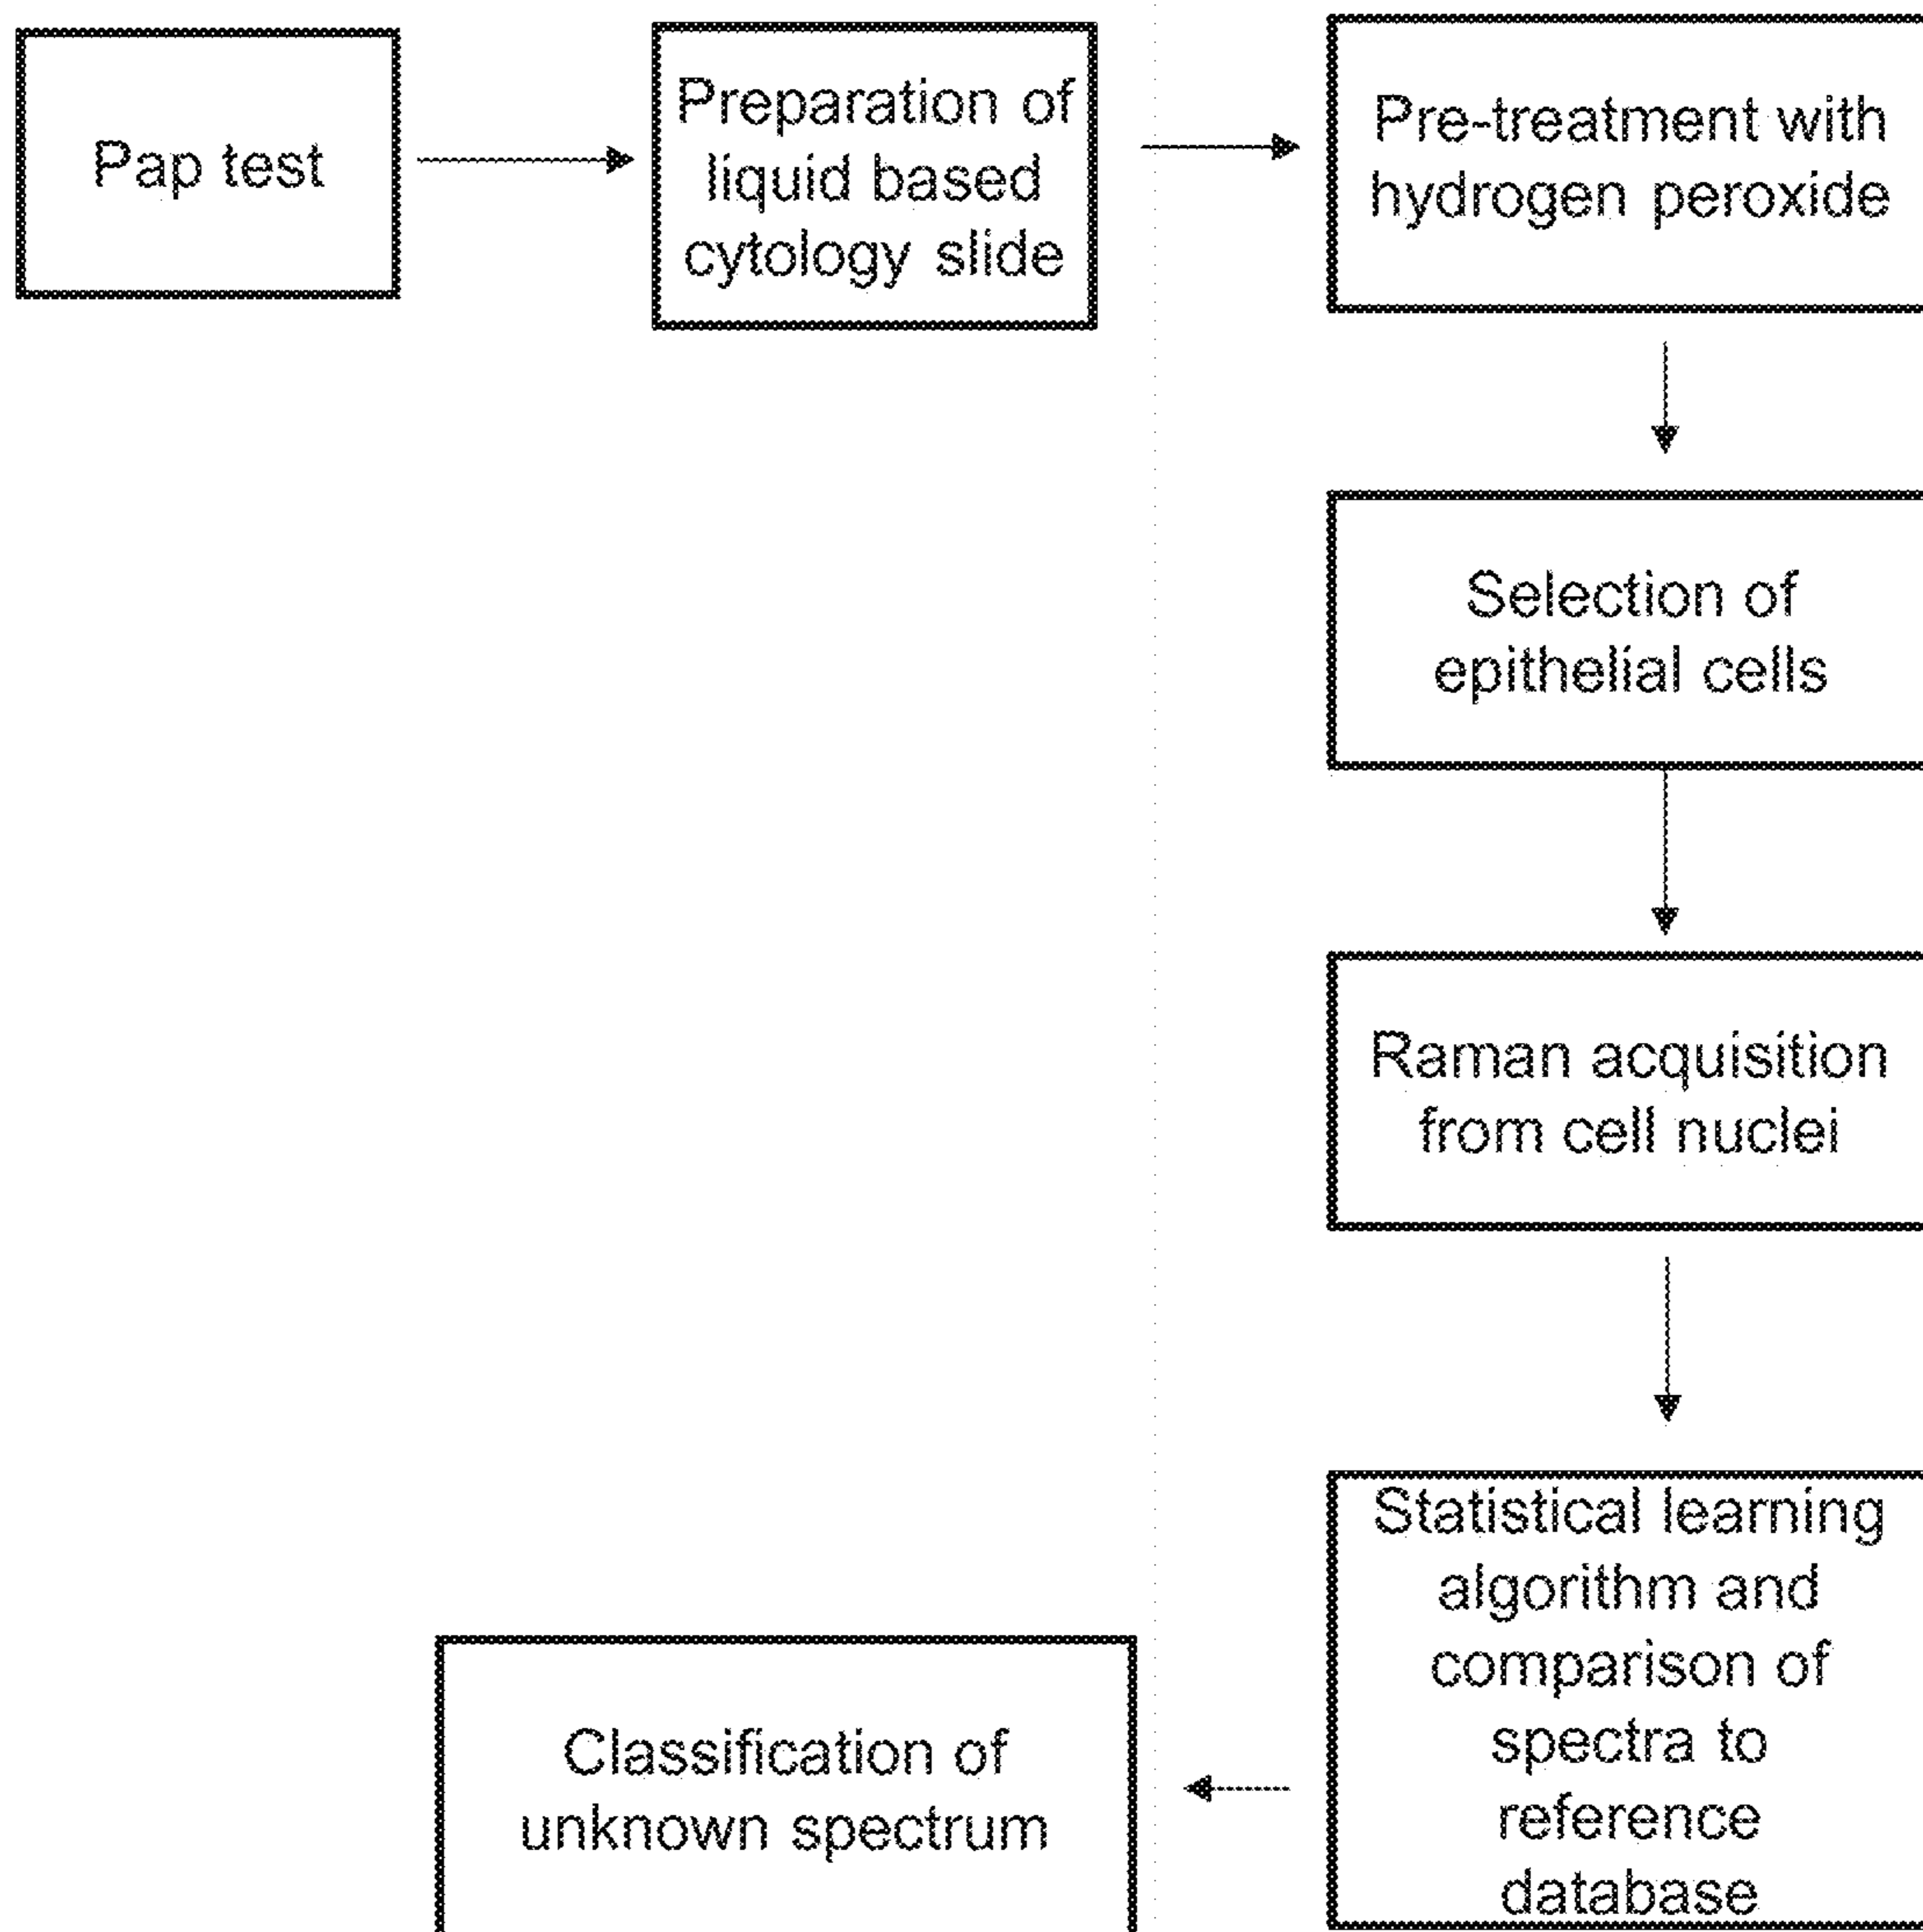 Pap test
Preparation of
liquid based
cytology slide
Pre-treatment with
hydrogen peroxide
Selection of
epithelial cells
Raman acquisition
from cell nuclei
Statistical learning
algorithm and
comparison of
spectra to
reference
database
Classification of
unknown spectrum